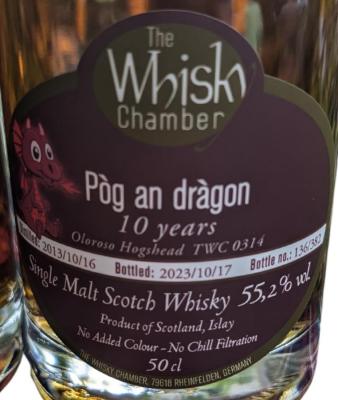 The
Whisky
Chamber
Pòg an dràgon
10 years
Oloroso Hogshead TWC 0314
2013/10/16 Bottled: 2023/10/17 Bottle no.: 136/382
Single Malt Scotch Whisky 55,2% vol.
Product of Scotland, Islay
No Added Colour - No Chill Filtration
50 cl
THE WHISKY CHAMBER, 79618 RHEINFELDEN, GERMANY